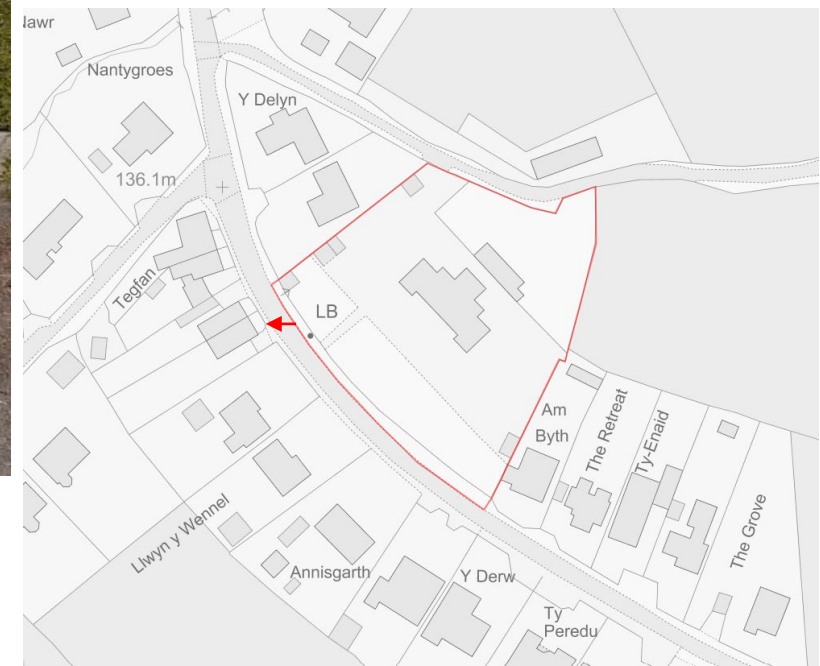 Nawr
Nantygroes
Y Delyn
136.1m
Tegfan
LB
Am
Byth
The Retreat
Ty-Enaid
The Grove
Llwyn y Wennel
Annisgarth
Y Derw
Ty
Peredu